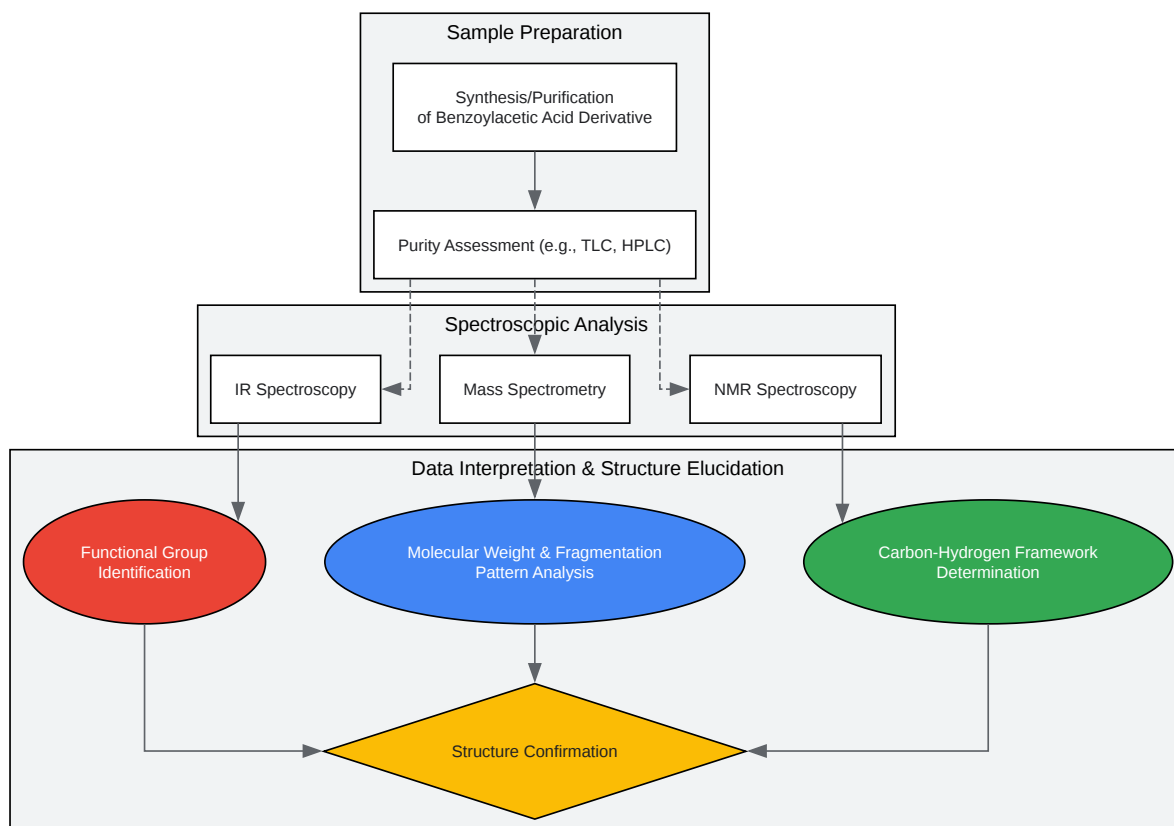 Sample Preparation
Synthesis/Purification
of Benzoylacetic Acid Derivative
Purity Assessment (e.g., TLC, HPLC)
Spectroscopic Analysis
IR Spectroscopy
Mass Spectrometry
NMR Spectroscopy
Data Interpretation & Structure Elucidation
Functional Group
Identification
Molecular Weight & Fragmentation
Pattern Analysis
Carbon-Hydrogen Framework
Determination
Structure Confirmation